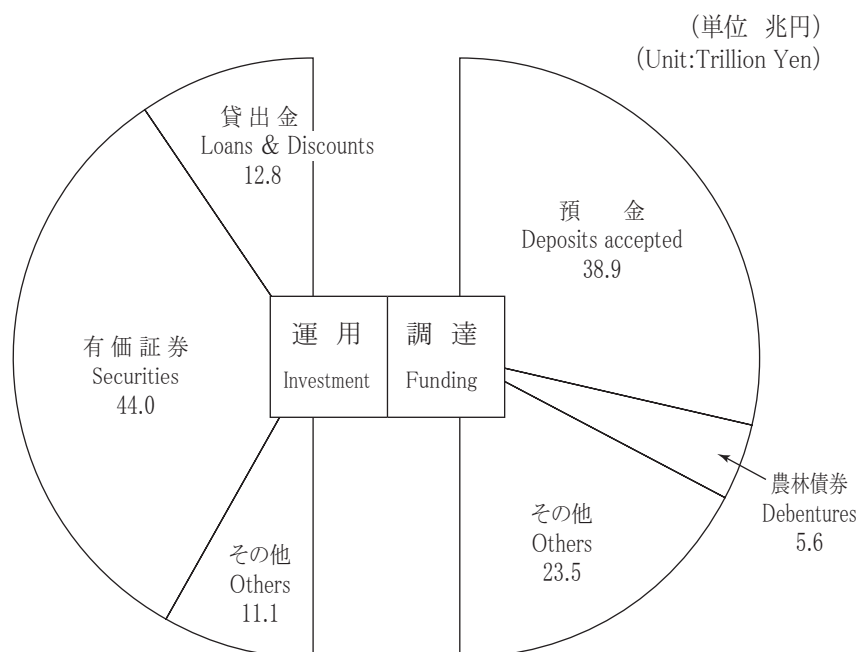 (単位 兆円)
(Unit:Trillion Yen)
貸出金
Loans & Discounts
12.8
有価証券
Securities
44.0
その他
Others
11.1
運用
Investment
調達
Funding
預金
Deposits accepted
38.9
農林債券
Debentures
5.6
その他
Others
23.5